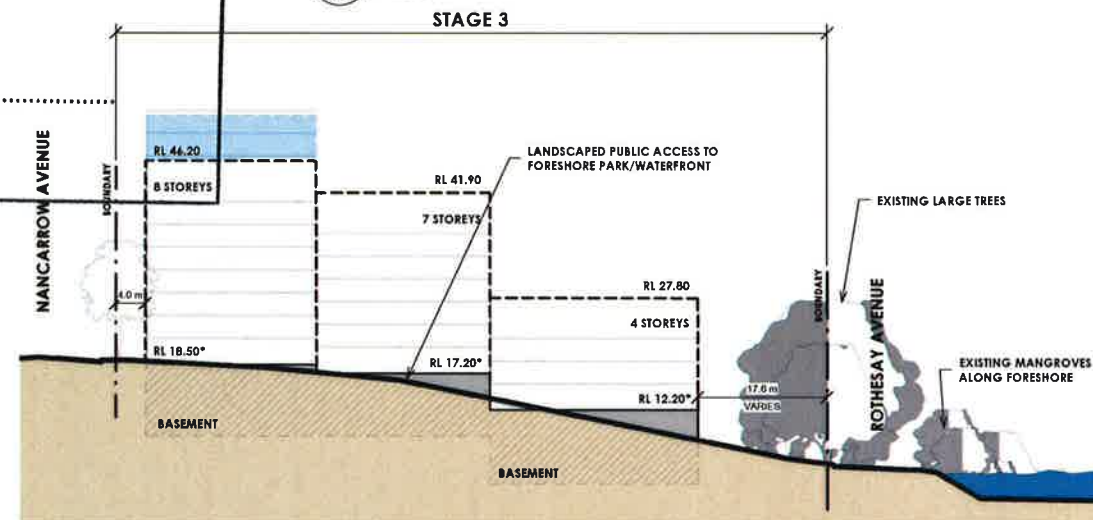 STAGE 3
NANCARROW AVENUE
BOUNDARY
4.0 m
RL 46.20
8 STOREYS
RL 18.50*
BASEMENT
RL 41.90
7 STOREYS
RL 17.20*
LANDSCAPED PUBLIC ACCESS TO
FORESHORE PARK/WATERFRONT
RL 27.80
4 STOREYS
RL 12.20*
BASEMENT
17.6 m
VARIES
BOUNDARY
EXISTING LARGE TREES
ROTHESAY AVENUE
EXISTING MANGROVES
ALONG FORESHORE